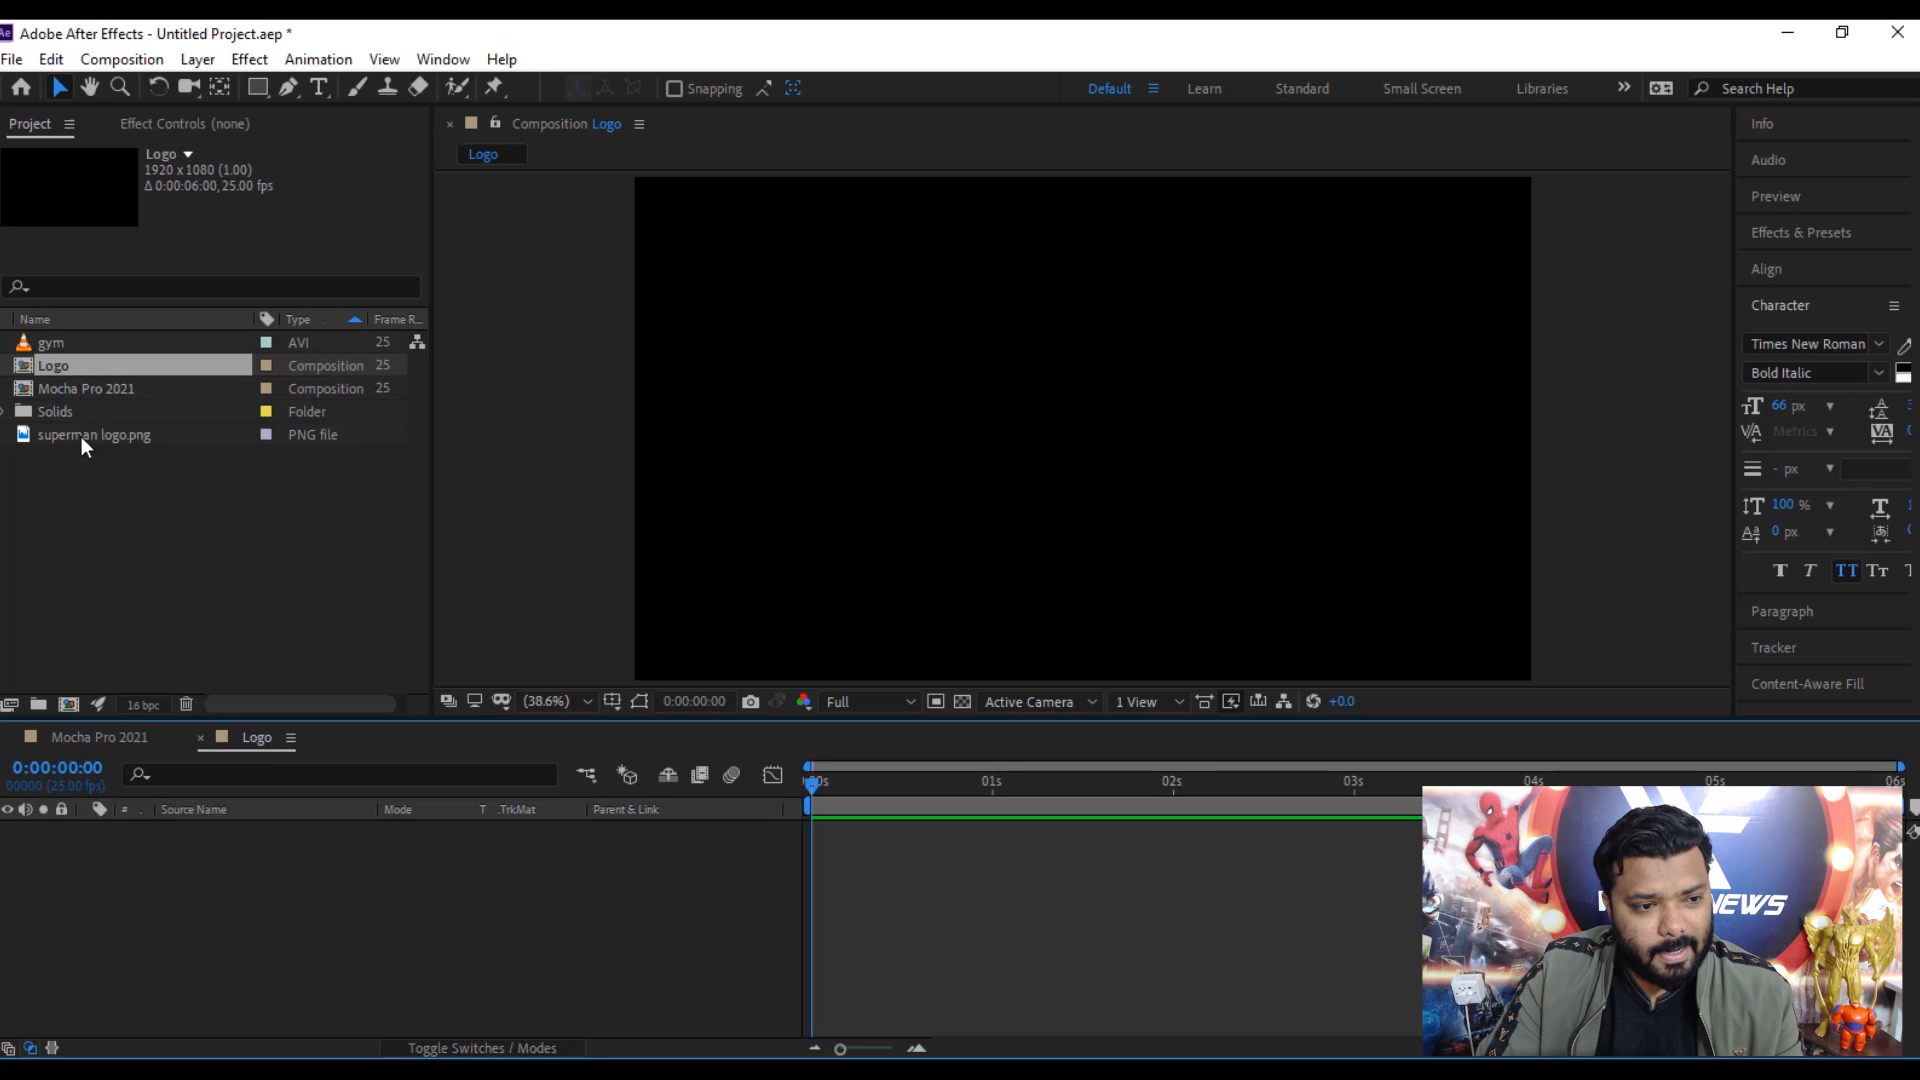 Adobe After Effects - Untitled Project.aep *
File Edit Composition Layer Effect Animation View Window Help
Snapping
Default Learn Standard Small Screen Libraries Search Help
Project Effect Controls (none)
Composition Logo
Logo
Logo
1920 x 1080 (1.00)
Δ 0:00:06:00, 25.00 fps
Name Type Frame R...
gym AVI 25
Logo Composition 25
Mocha Pro 2021 Composition 25
Solids Folder
superman logo.png PNG file
16 bpc
(38.6%) 0:00:00:00 Full Active Camera 1 View +0.0
Info
Audio
Preview
Effects & Presets
Align
Character
Times New Roman
Bold Italic
66 px
Metrics
- px
100 %
0 px
Paragraph
Tracker
Content-Aware Fill
Mocha Pro 2021 Logo
0:00:00:00
00000 (25.00 fps)
# Source Name Mode T .TrkMat Parent & Link
01s 02s 03s 04s 05s 06s
Toggle Switches / Modes
NEWS